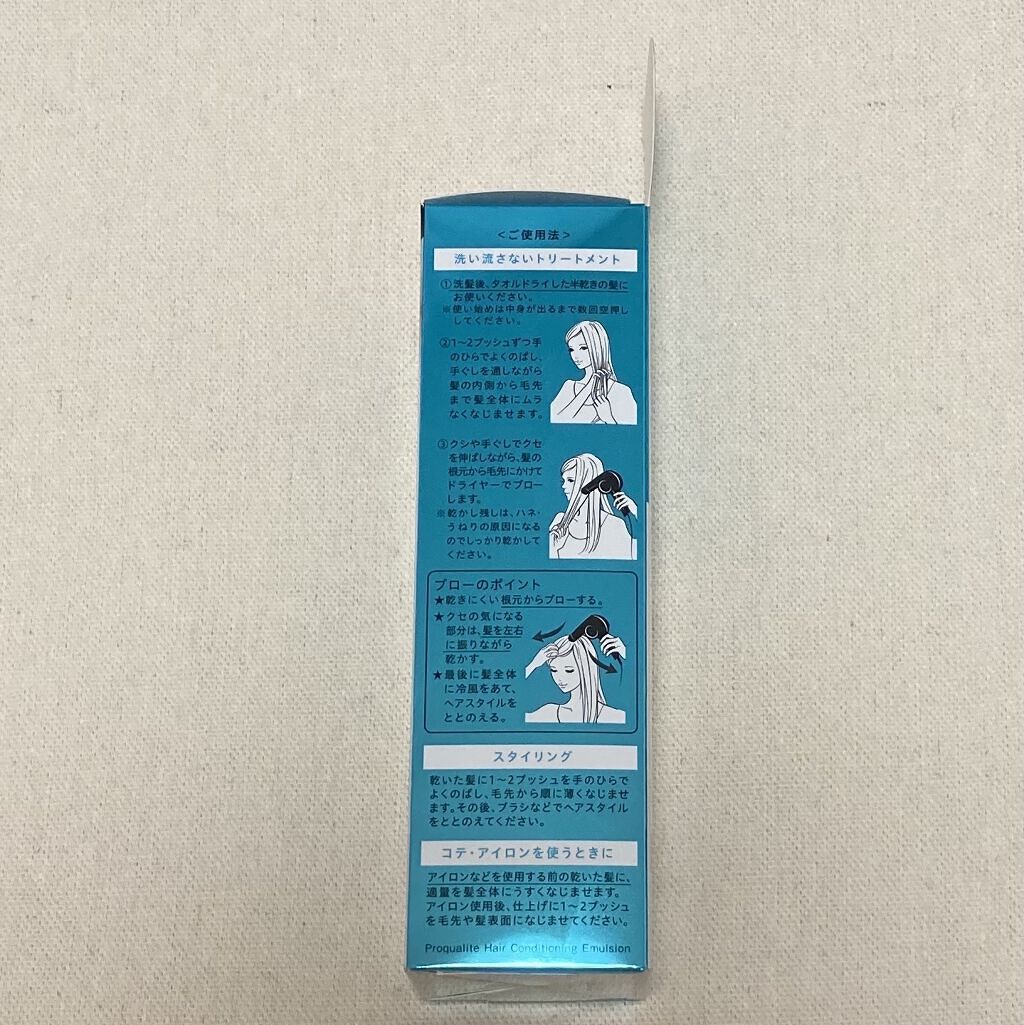 <ご使用法>
洗い流さないトリートメント
①洗髪後、タオルドライした半乾きの髪に
お使いください。
※使い始めは中身が出るまで数回空押し
してください。
②1〜2プッシュずつ手
のひらでよくのばし、
手ぐしを通しながら
髪の内側から毛先
まで髪全体にムラ
なくなじませます。
③クシや手ぐしでクセ
を伸ばしながら、髪の
根元から毛先にかけて
ドライヤーでブロー
します。
※乾かし残しは、ハネ・
うねりの原因になる
のでしっかり乾かして
ください。
ブローのポイント
★乾きにくい根元からブローする。
★クセの気になる
部分は、髪を左右
に振りながら
乾かす。
★最後に髪全体
に冷風をあて、
ヘアスタイルを
ととのえる。
スタイリング
乾いた髪に1〜2プッシュを手のひらで
よくのばし、毛先から順に薄くなじませ
ます。その後、ブラシなどでヘアスタイル
をととのえてください。
コテ・アイロンを使うときに
アイロンなどを使用する前の乾いた髪に、
適量を髪全体にうすくなじませます。
アイロン使用後、仕上げに1〜2プッシュ
を毛先や髪表面になじませてください。
Proqualite Hair Conditioning Emulsion